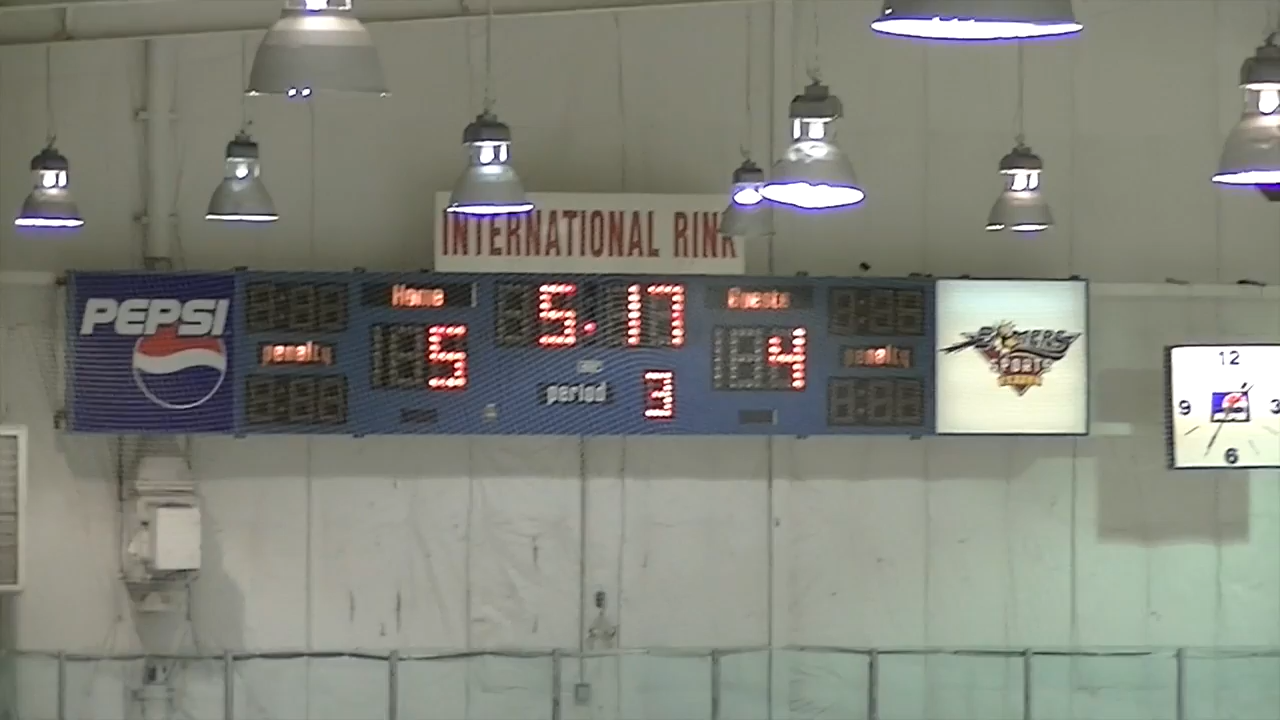 INTERNATIONAL RINK
PEPSI
Home
5.17
Guests
5
4
penalty
penalty
period
3
12
9
3
6